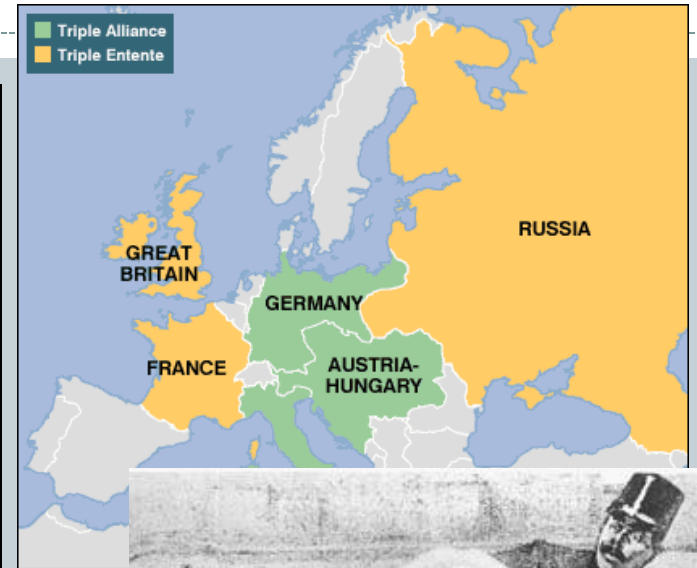 Triple Alliance
Triple Entente
RUSSIA
GREAT
BRITAIN
GERMANY
FRANCE
AUSTRIA-
HUNGARY